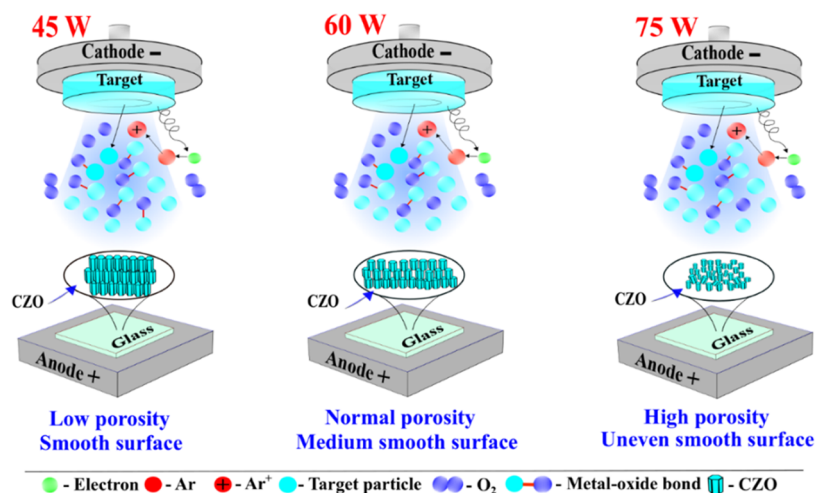 45 W
Cathode –
Target
+
CZO
Glass
Anode +
Low porosity
Smooth surface
60 W
Cathode –
Target
+
CZO
Glass
Anode +
Normal porosity
Medium smooth surface
75 W
Cathode –
Target
+
CZO
Glass
Anode +
High porosity
Uneven smooth surface
- Electron - Ar + - Ar⁺ - Target particle - O₂ - Metal-oxide bond - CZO